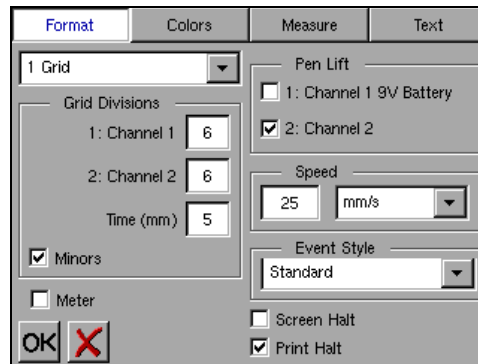 Format Colors Measure Text
1 Grid
Grid Divisions
1: Channel 1 6
2: Channel 2 6
Time (mm) 5
Minors
Meter
OK
Pen Lift
1: Channel 1 9V Battery
2: Channel 2
Speed
25 mm/s
Event Style
Standard
Screen Halt
Print Halt